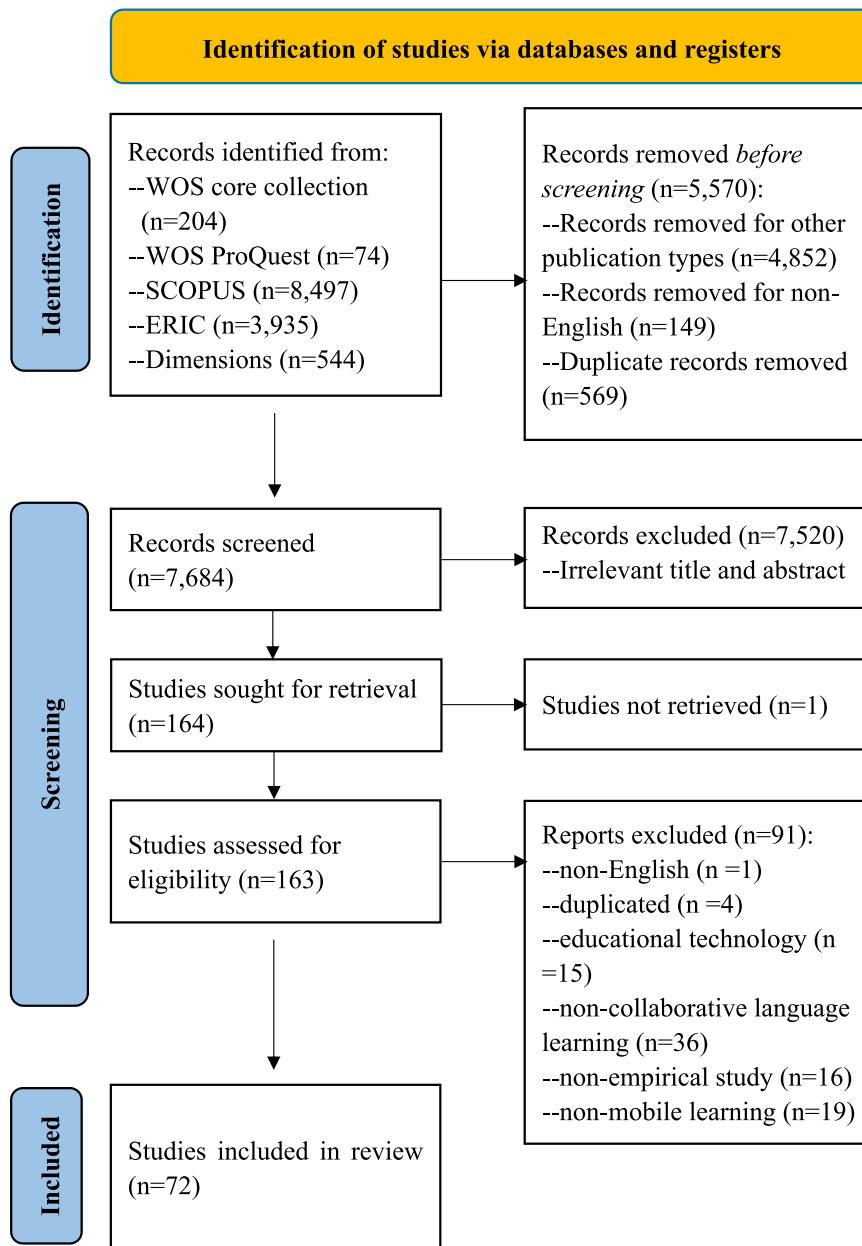 Identification of studies via databases and registers
Identification
Records identified from:
--WOS core collection
(n=204)
--WOS ProQuest (n=74)
--SCOPUS (n=8,497)
--ERIC (n=3,935)
--Dimensions (n=544)
Records removed before
screening (n=5,570):
--Records removed for other
publication types (n=4,852)
--Records removed for non-
English (n=149)
--Duplicate records removed
(n=569)
Screening
Records screened
(n=7,684)
Records excluded (n=7,520)
--Irrelevant title and abstract
Studies sought for retrieval
(n=164)
Studies not retrieved (n=1)
Studies assessed for
eligibility (n=163)
Reports excluded (n=91):
--non-English (n =1)
--duplicated (n =4)
--educational technology (n
=15)
--non-collaborative language
learning (n=36)
--non-empirical study (n=16)
--non-mobile learning (n=19)
Included
Studies included in review
(n=72)